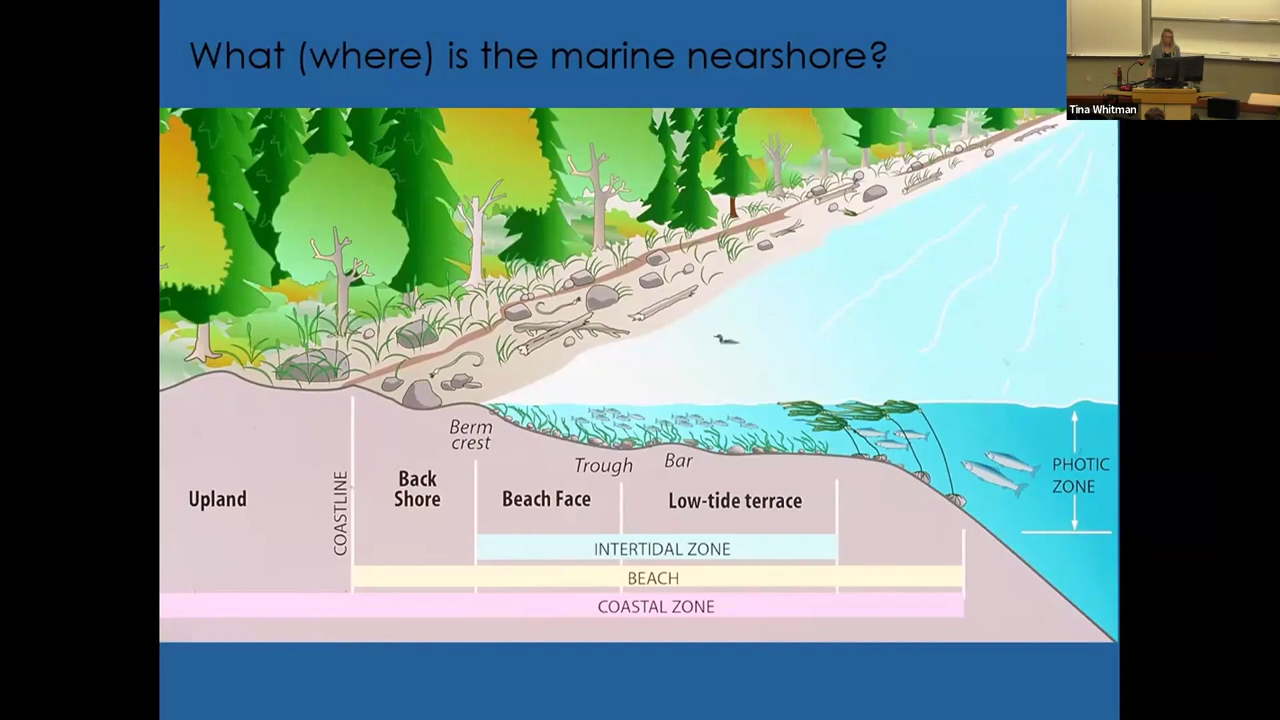 What (where) is the marine nearshore?
Tina Whitman
Berm
crest
Trough
Bar
PHOTIC
ZONE
Upland
COASTLINE
Back
Shore
Beach Face
Low-tide terrace
INTERTIDAL ZONE
BEACH
COASTAL ZONE